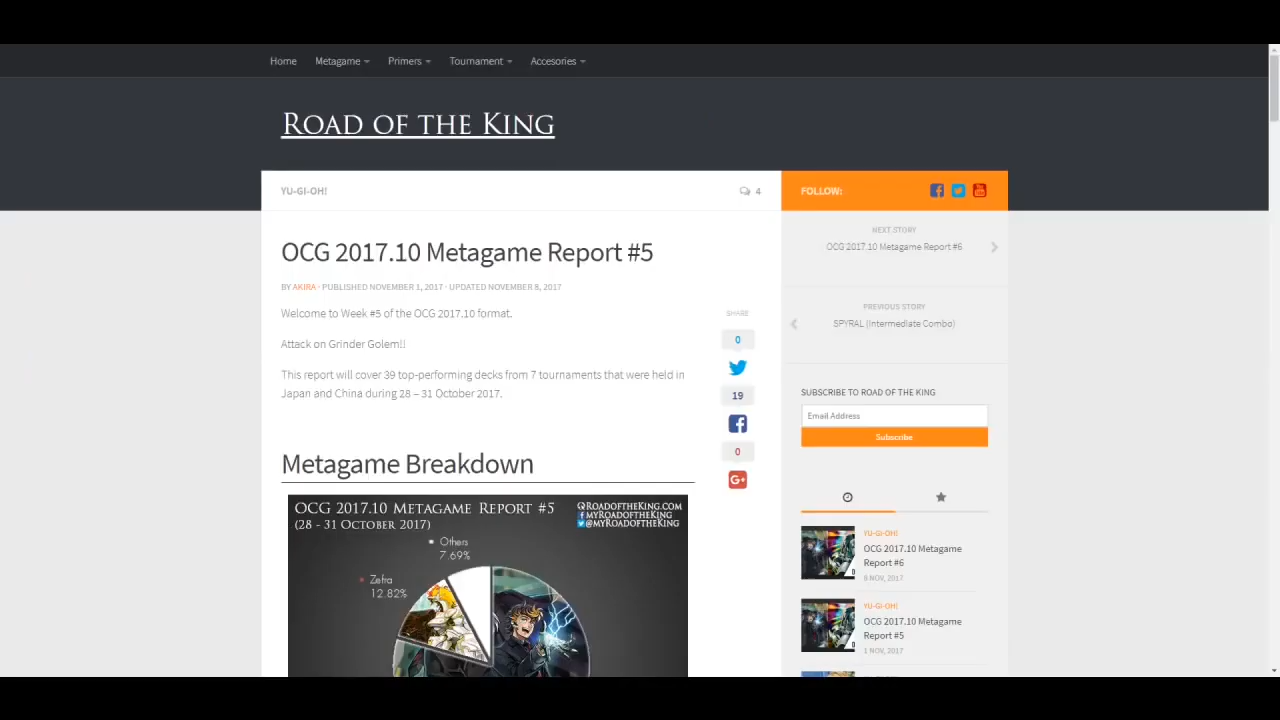 Home Metagame Primers Tournament Accesories
Road of the King
YU-GI-OH!
4
OCG 2017.10 Metagame Report #5
BY AKIRA · PUBLISHED NOVEMBER 1, 2017 · UPDATED NOVEMBER 8, 2017
Welcome to Week #5 of the OCG 2017.10 format.
Attack on Grinder Golem!!
This report will cover 39 top-performing decks from 7 tournaments that were held in
Japan and China during 28 – 31 October 2017.
SHARE
0
19
0
G+
Metagame Breakdown
OCG 2017.10 Metagame Report #5
(28 - 31 October 2017)
RoadoftheKing.com
myRoadoftheKing
@myRoadoftheKing
Others
7.69%
Zefra
12.82%
FOLLOW:
NEXT STORY
OCG 2017.10 Metagame Report #6
PREVIOUS STORY
SPYRAL (Intermediate Combo)
SUBSCRIBE TO ROAD OF THE KING
Email Address
Subscribe
YU-GI-OH!
OCG 2017.10 Metagame
Report #6
8 NOV, 2017
YU-GI-OH!
OCG 2017.10 Metagame
Report #5
1 NOV, 2017